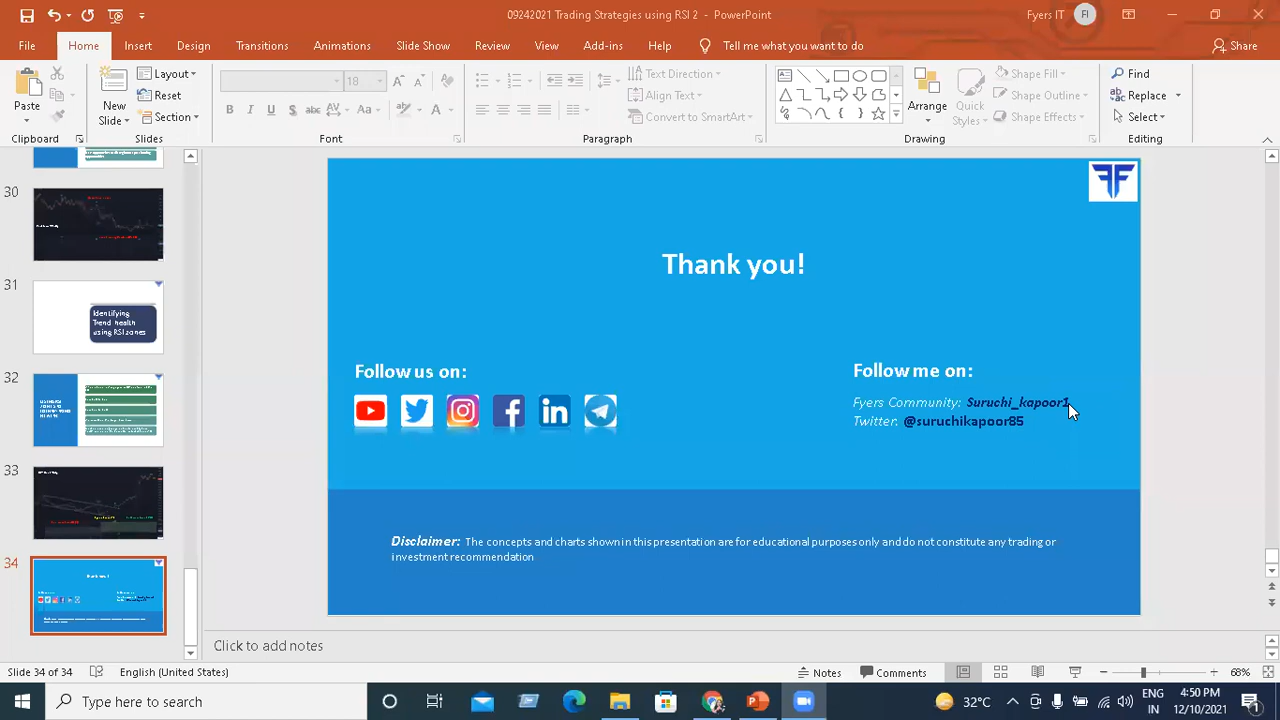 09242021 Trading Strategies using RSI 2 - PowerPoint
Fyers IT
FI
File Home Insert Design Transitions Animations Slide Show Review View Add-ins Help Tell me what you want to do Share
Paste
Clipboard
New Slide
Layout
Reset
Section
Slides
18
B I U S abc AV Aa A
Font
Paragraph
Text Direction
Align Text
Convert to SmartArt
Arrange
Quick Styles
Shape Fill
Shape Outline
Shape Effects
Drawing
Find
Replace
Select
Editing
30
31
Identifying
Trend health
using RSI zones
32
33
34
Thank you!
Follow us on:
Follow me on:
Fyers Community: Suruchi_kapoor1
Twitter: @suruchikapoor85
Disclaimer: The concepts and charts shown in this presentation are for educational purposes only and do not constitute any trading or
investment recommendation
Click to add notes
Slide 34 of 34 English (United States) Notes Comments 68%
Type here to search
32°C
ENG
IN
4:50 PM
12/10/2021
1